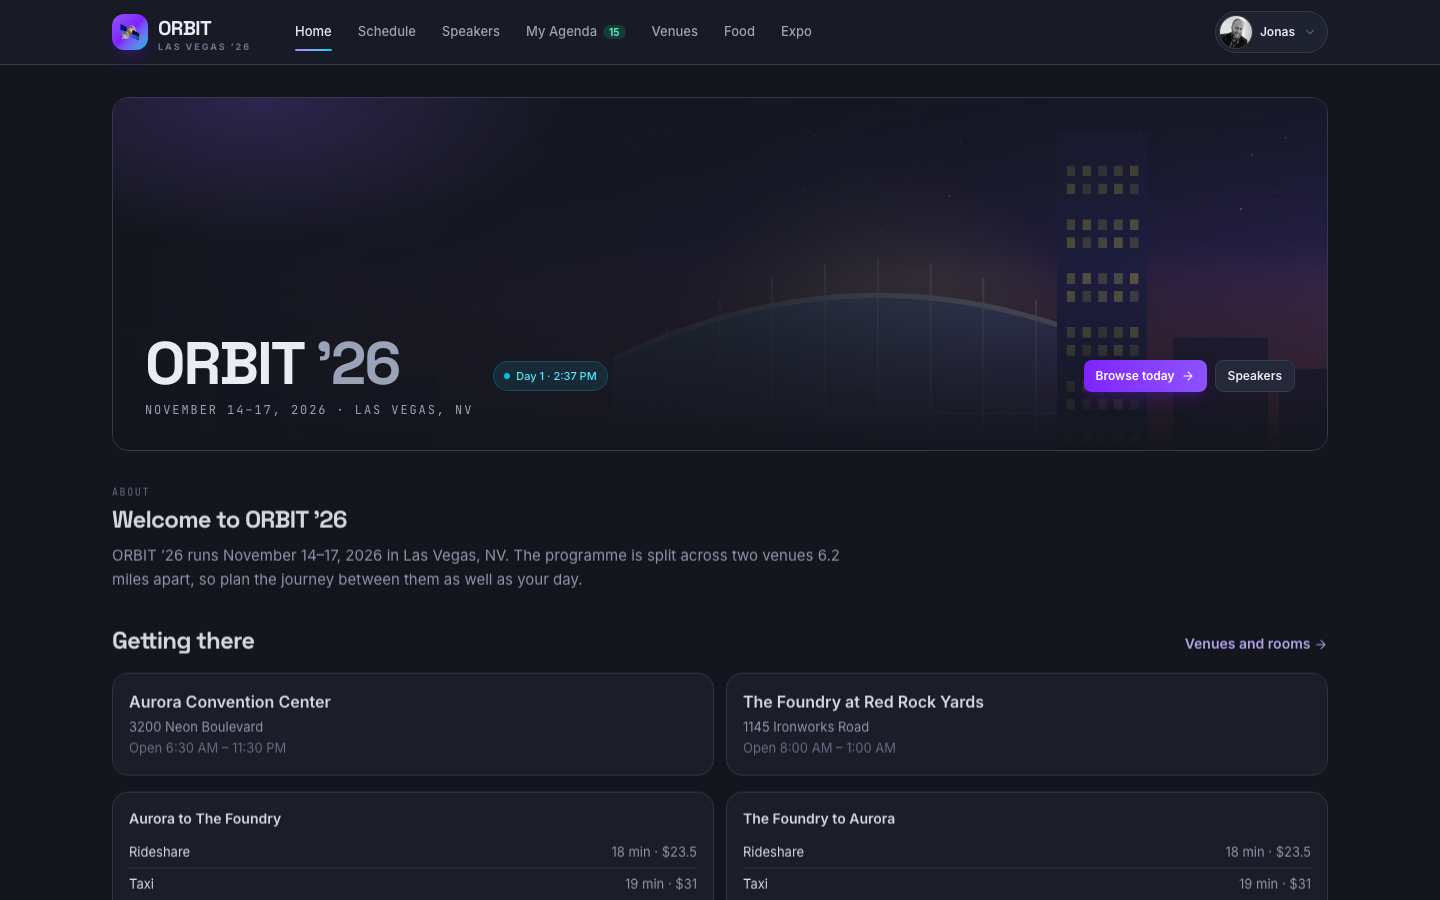 ORBIT
LAS VEGAS ’26
Home
Schedule
Speakers
My Agenda 15
Venues
Food
Expo
Jonas
ORBIT ’26
NOVEMBER 14–17, 2026 · LAS VEGAS, NV
Day 1 · 2:37 PM
Browse today →
Speakers
ABOUT
Welcome to ORBIT ’26
ORBIT ’26 runs November 14–17, 2026 in Las Vegas, NV. The programme is split across two venues 6.2
miles apart, so plan the journey between them as well as your day.
Getting there
Venues and rooms →
Aurora Convention Center
3200 Neon Boulevard
Open 6:30 AM – 11:30 PM
The Foundry at Red Rock Yards
1145 Ironworks Road
Open 8:00 AM – 1:00 AM
Aurora to The Foundry
Rideshare 18 min · $23.5
Taxi 19 min · $31
The Foundry to Aurora
Rideshare 18 min · $23.5
Taxi 19 min · $31